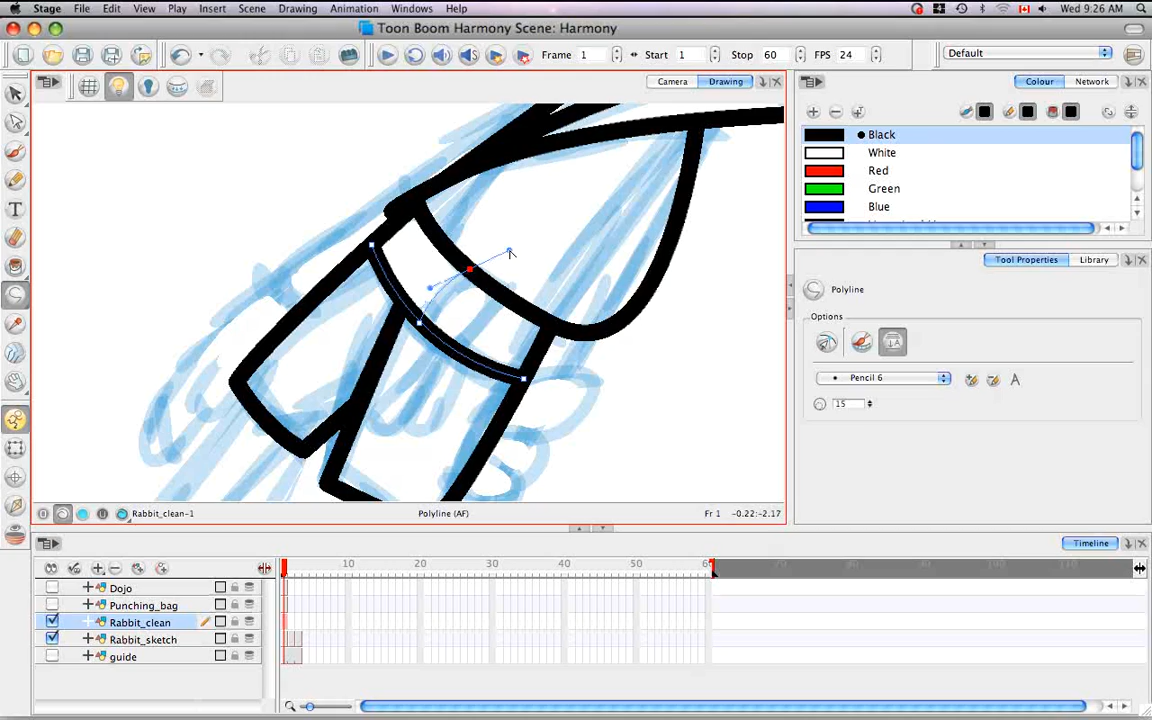 Stage File Edit View Play Insert Scene Drawing Animation Windows Help Wed 9:26 AM
Toon Boom Harmony Scene: Harmony
Frame 1 Start 1 Stop 60 FPS 24 Default
Camera Drawing
Colour Network
Black
White
Red
Green
Blue
Tool Properties Library
Polyline
Options
Pencil 6
A
15
T
Rabbit_clean-1 Polyline (AF) Fr 1 -0.22:-2.17
Timeline
10 20 30 40 50 60
Dojo
Punching_bag
Rabbit_clean
Rabbit_sketch
guide